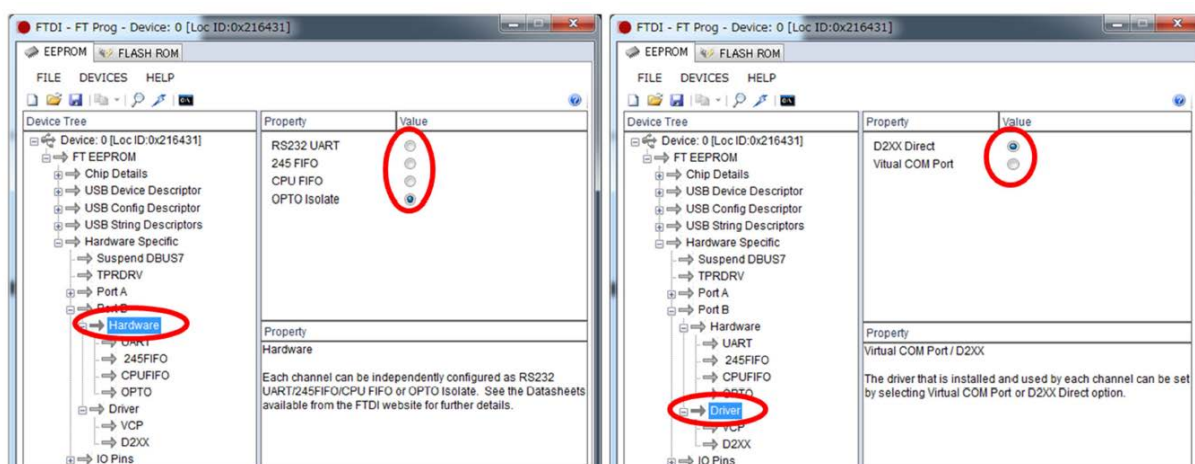 FTDI - FT Prog - Device: 0 [Loc ID:0x216431]
EEPROM
FLASH ROM
FILE
DEVICES
HELP
Device Tree
Device: 0 [Loc ID:0x216431]
FT EEPROM
Chip Details
USB Device Descriptor
USB Config Descriptor
USB String Descriptors
Hardware Specific
Suspend DBUS7
TPRDRV
Port A
Port B
Hardware
UART
245FIFO
CPUFIFO
OPTO
Driver
VCP
D2XX
IO Pins
Property
Value
RS232 UART
245 FIFO
CPU FIFO
OPTO Isolate
Property
Hardware
Each channel can be independently configured as RS232
UART/245FIFO/CPU FIFO or OPTO Isolate. See the Datasheets
available from the FTDI website for further details.
FTDI - FT Prog - Device: 0 [Loc ID:0x216431]
EEPROM
FLASH ROM
FILE
DEVICES
HELP
Device Tree
Device: 0 [Loc ID:0x216431]
FT EEPROM
Chip Details
USB Device Descriptor
USB Config Descriptor
USB String Descriptors
Hardware Specific
Suspend DBUS7
TPRDRV
Port A
Port B
Hardware
UART
245FIFO
CPUFIFO
OPTO
Driver
VCP
D2XX
IO Pins
Property
Value
D2XX Direct
Vitual COM Port
Property
Virtual COM Port / D2XX
The driver that is installed and used by each channel can be set
by selecting Virtual COM Port or D2XX Direct option.